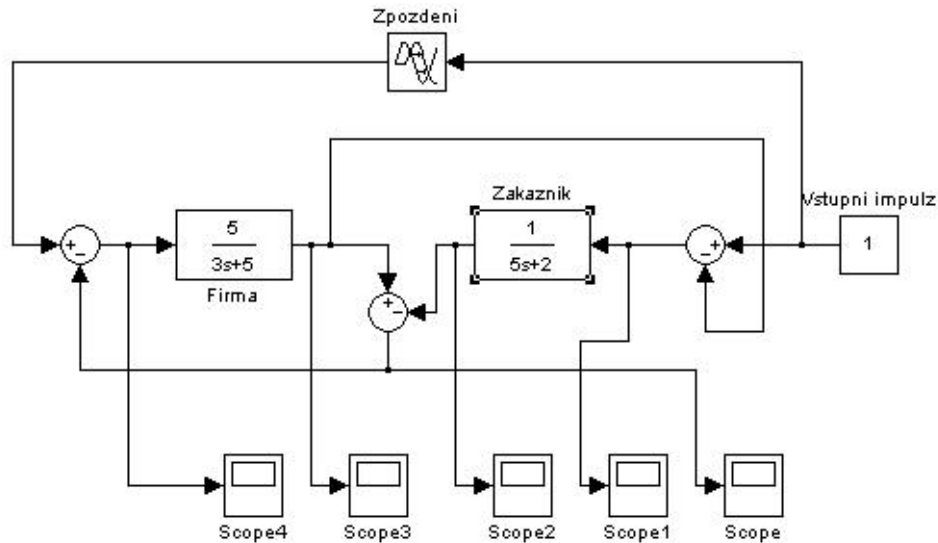 Zpozdeni
Zakaznik
Vstupni impulz
+
−
5
3s+5
Firma
1
5s+2
+
−
1
+
−
Scope4
Scope3
Scope2
Scope1
Scope